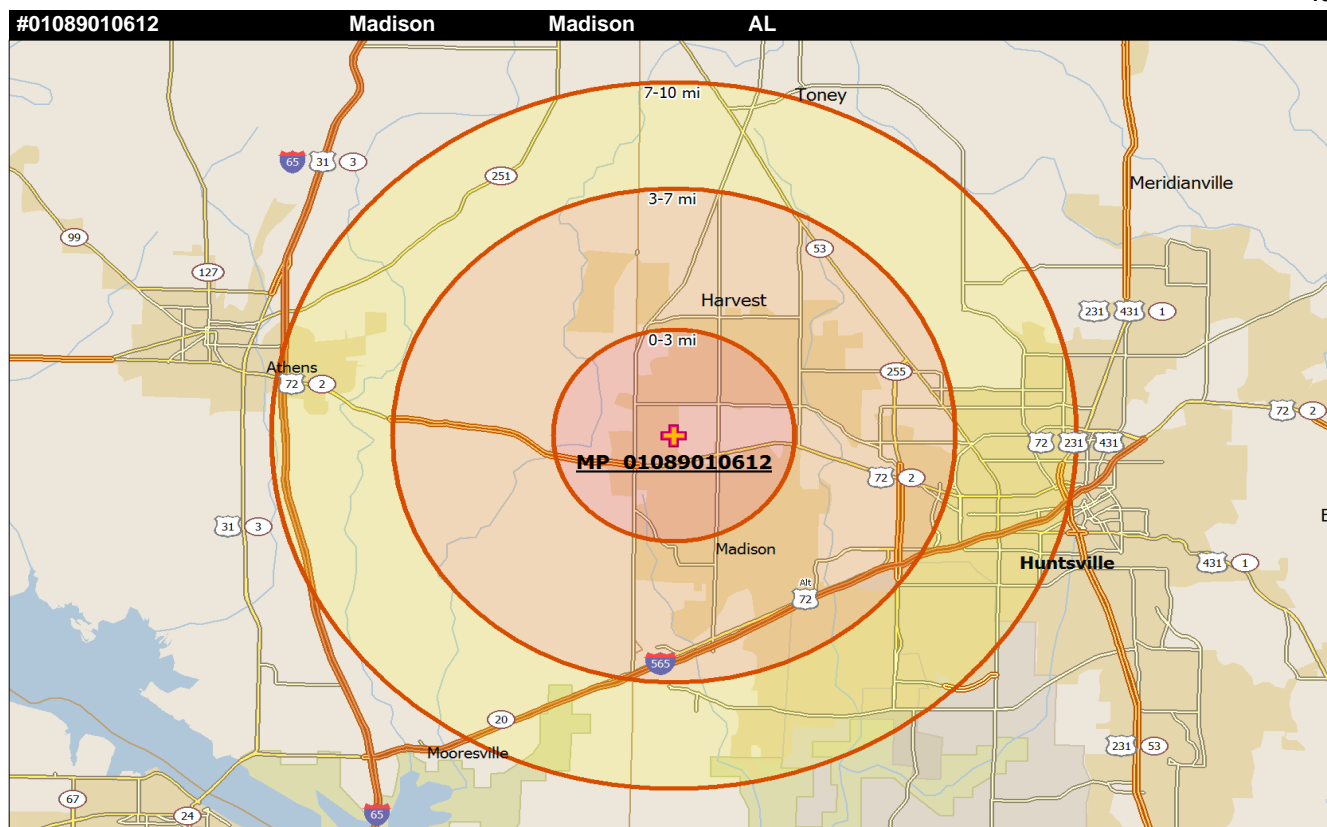 #01089010612 Madison Madison AL
7-10 mi
Toney
65 31 3
251
Meridianville
3-7 mi
99
53
127
Harvest
231 431 1
0-3 mi
Athens
72 2
255
72 2
72 231 431
MP 01089010612
72 2
31 3
Madison
Huntsville
431 1
Alt
72
565
20
Mooresville
231 53
67
24
65